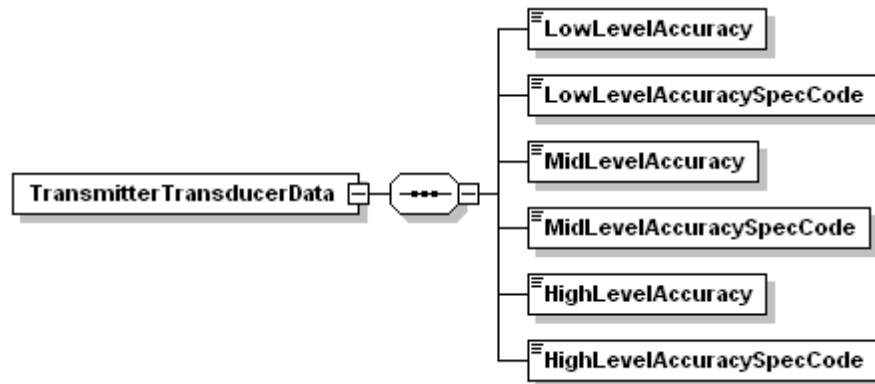 LowLevelAccuracy
LowLevelAccuracySpecCode
MidLevelAccuracy
TransmitterTransducerData
MidLevelAccuracySpecCode
HighLevelAccuracy
HighLevelAccuracySpecCode